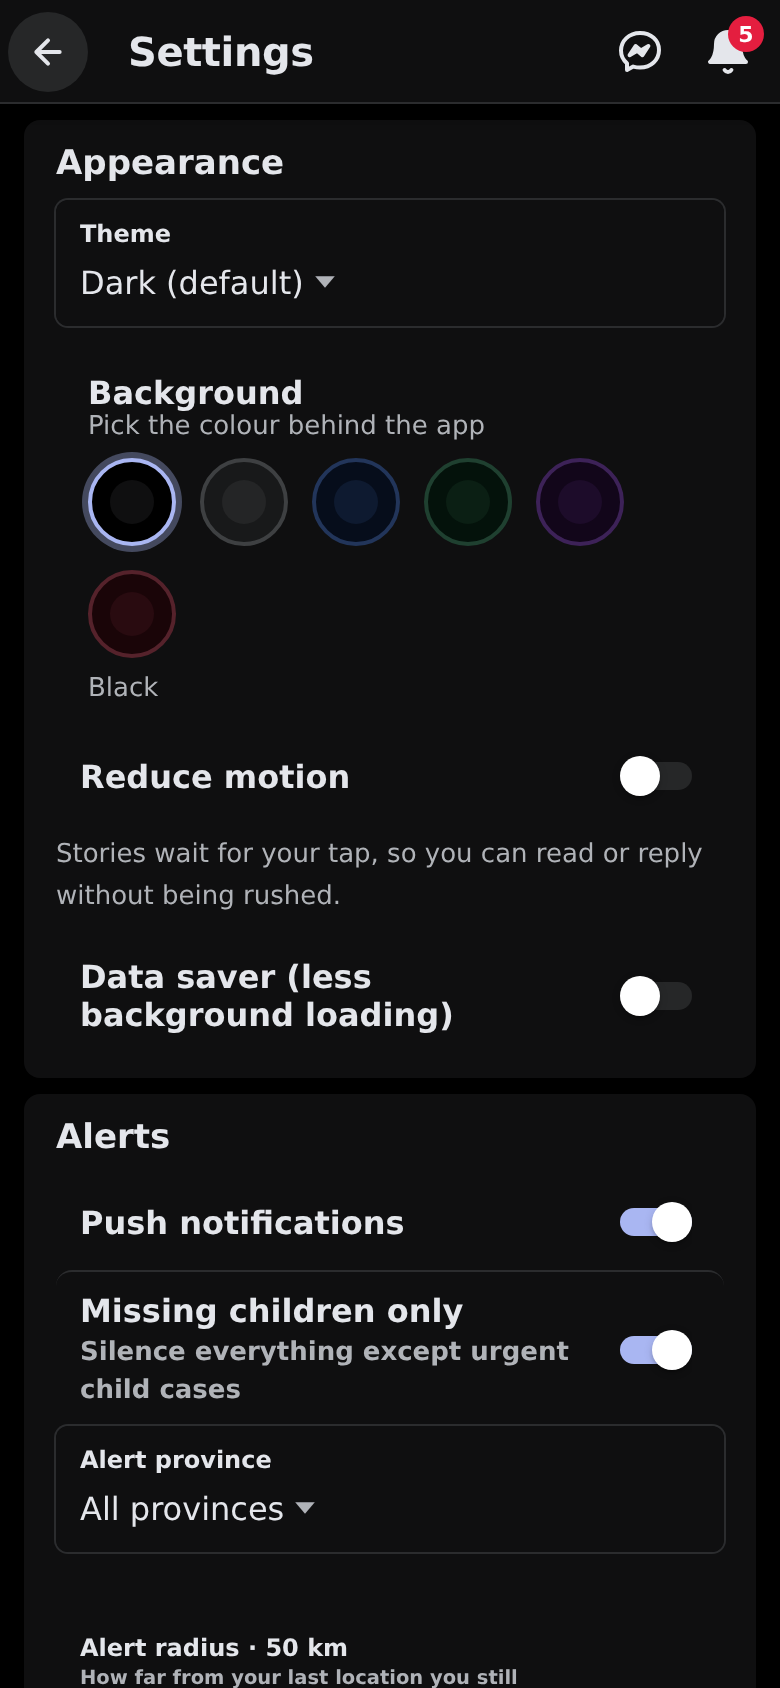 Settings
5
Appearance
Theme
Dark (default)
Background
Pick the colour behind the app
Black
Reduce motion
Stories wait for your tap, so you can read or reply
without being rushed.
Data saver (less
background loading)
Alerts
Push notifications
Missing children only
Silence everything except urgent
child cases
Alert province
All provinces
Alert radius · 50 km
How far from your last location you still